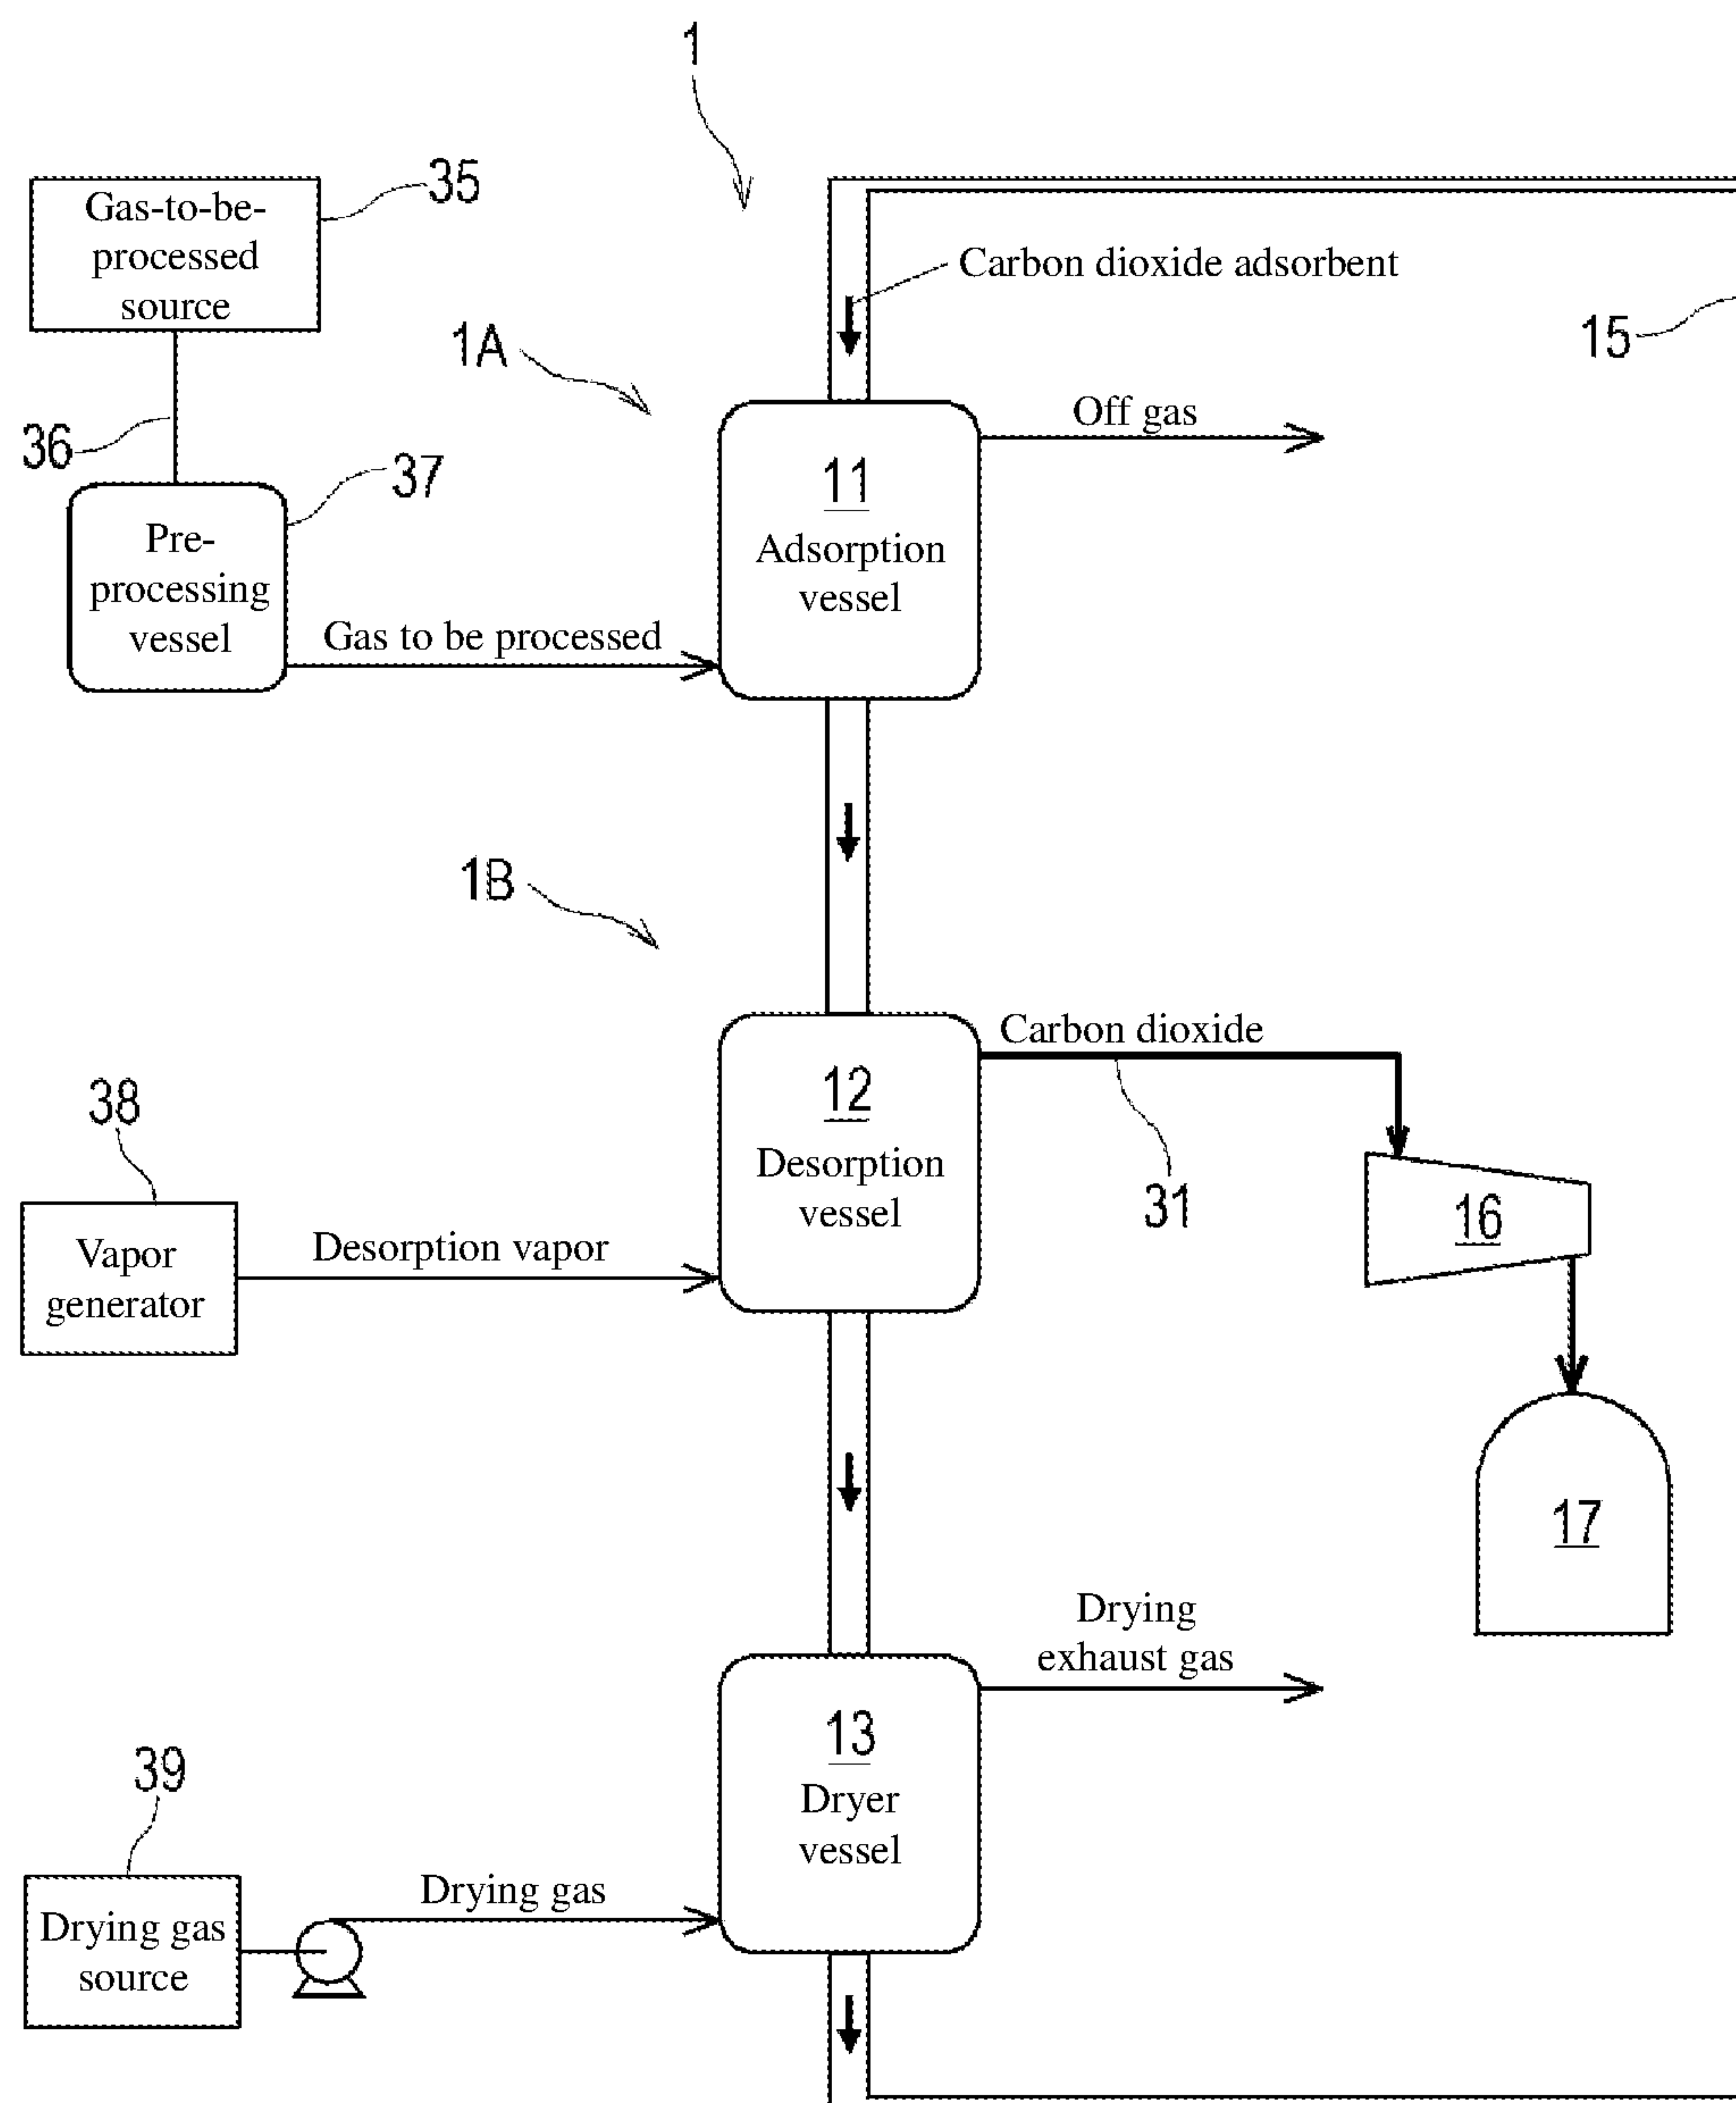 1
35
Gas-to-be-
processed
source
Carbon dioxide adsorbent
15
1A
Off gas
36
37
11
Adsorption
vessel
Pre-
processing
vessel
Gas to be processed
1B
Carbon dioxide
12
Desorption
vessel
38
31
16
Vapor
generator
Desorption vapor
17
Drying
exhaust gas
13
Dryer
vessel
39
Drying gas
source
Drying gas